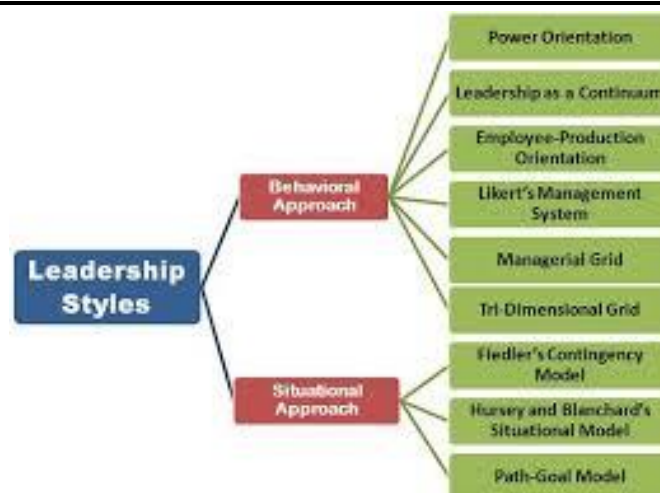 Leadership
Styles
Behavioral
Approach
Power Orientation
Leadership as a Continuum
Employee-Production
Orientation
Likert's Management
System
Managerial Grid
Tri-Dimensional Grid
Situational
Approach
Fiedler's Contingency
Model
Hursey and Blanchard's
Situational Model
Path-Goal Model